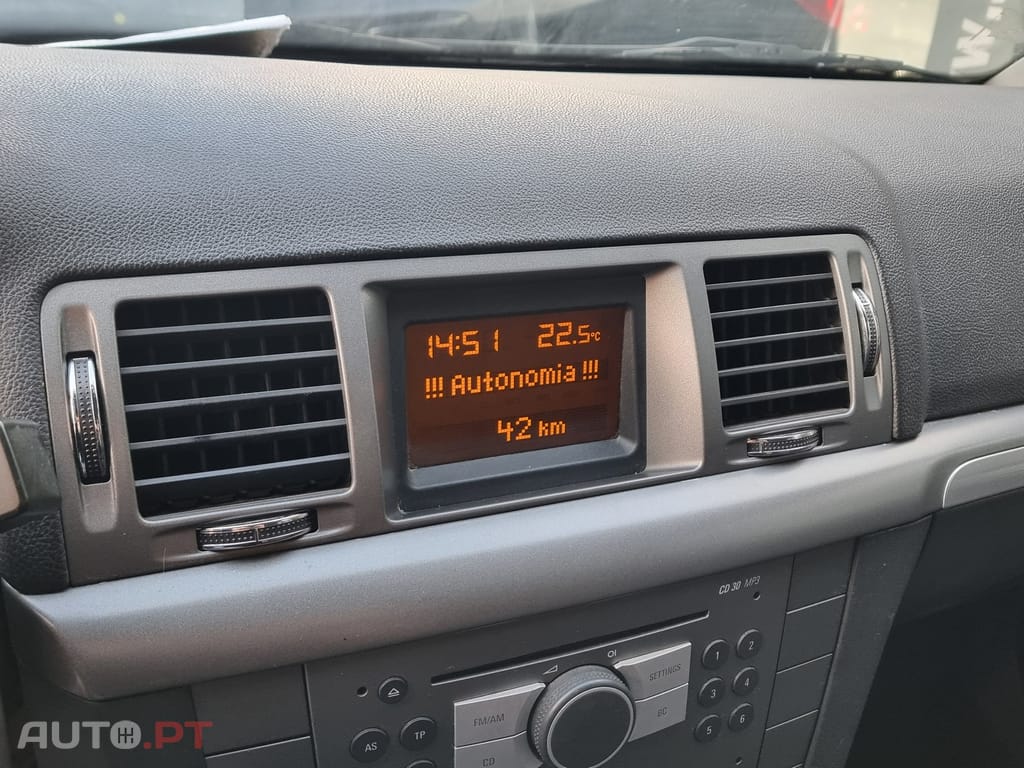 14:51 22.5°C
!!! Autonomia !!!
42 km
CD 30 MP3
SETTINGS
1 2
FM/AM
BC
3 4
AS TP
CD
5 6
AUTO.PT